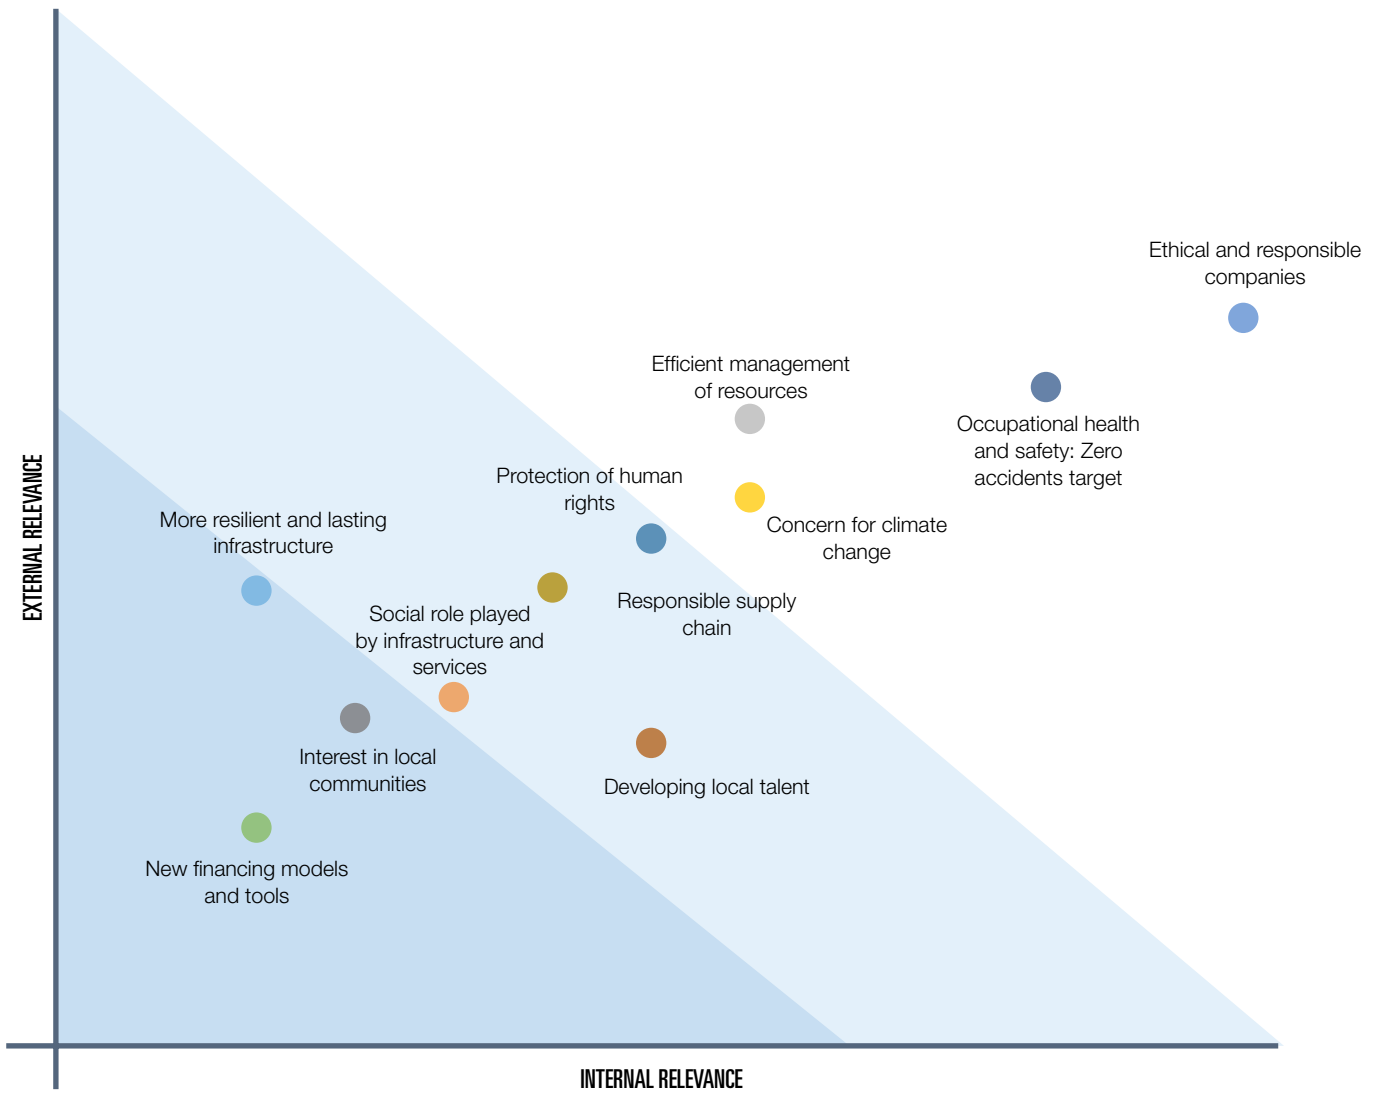 Ethical and responsible
companies
Efficient management
of resources
Occupational health
and safety: Zero
accidents target
Protection of human
rights
Concern for climate
change
More resilient and lasting
infrastructure
Responsible supply
chain
Social role played
by infrastructure and
services
Interest in local
communities
Developing local talent
New financing models
and tools
EXTERNAL RELEVANCE
INTERNAL RELEVANCE